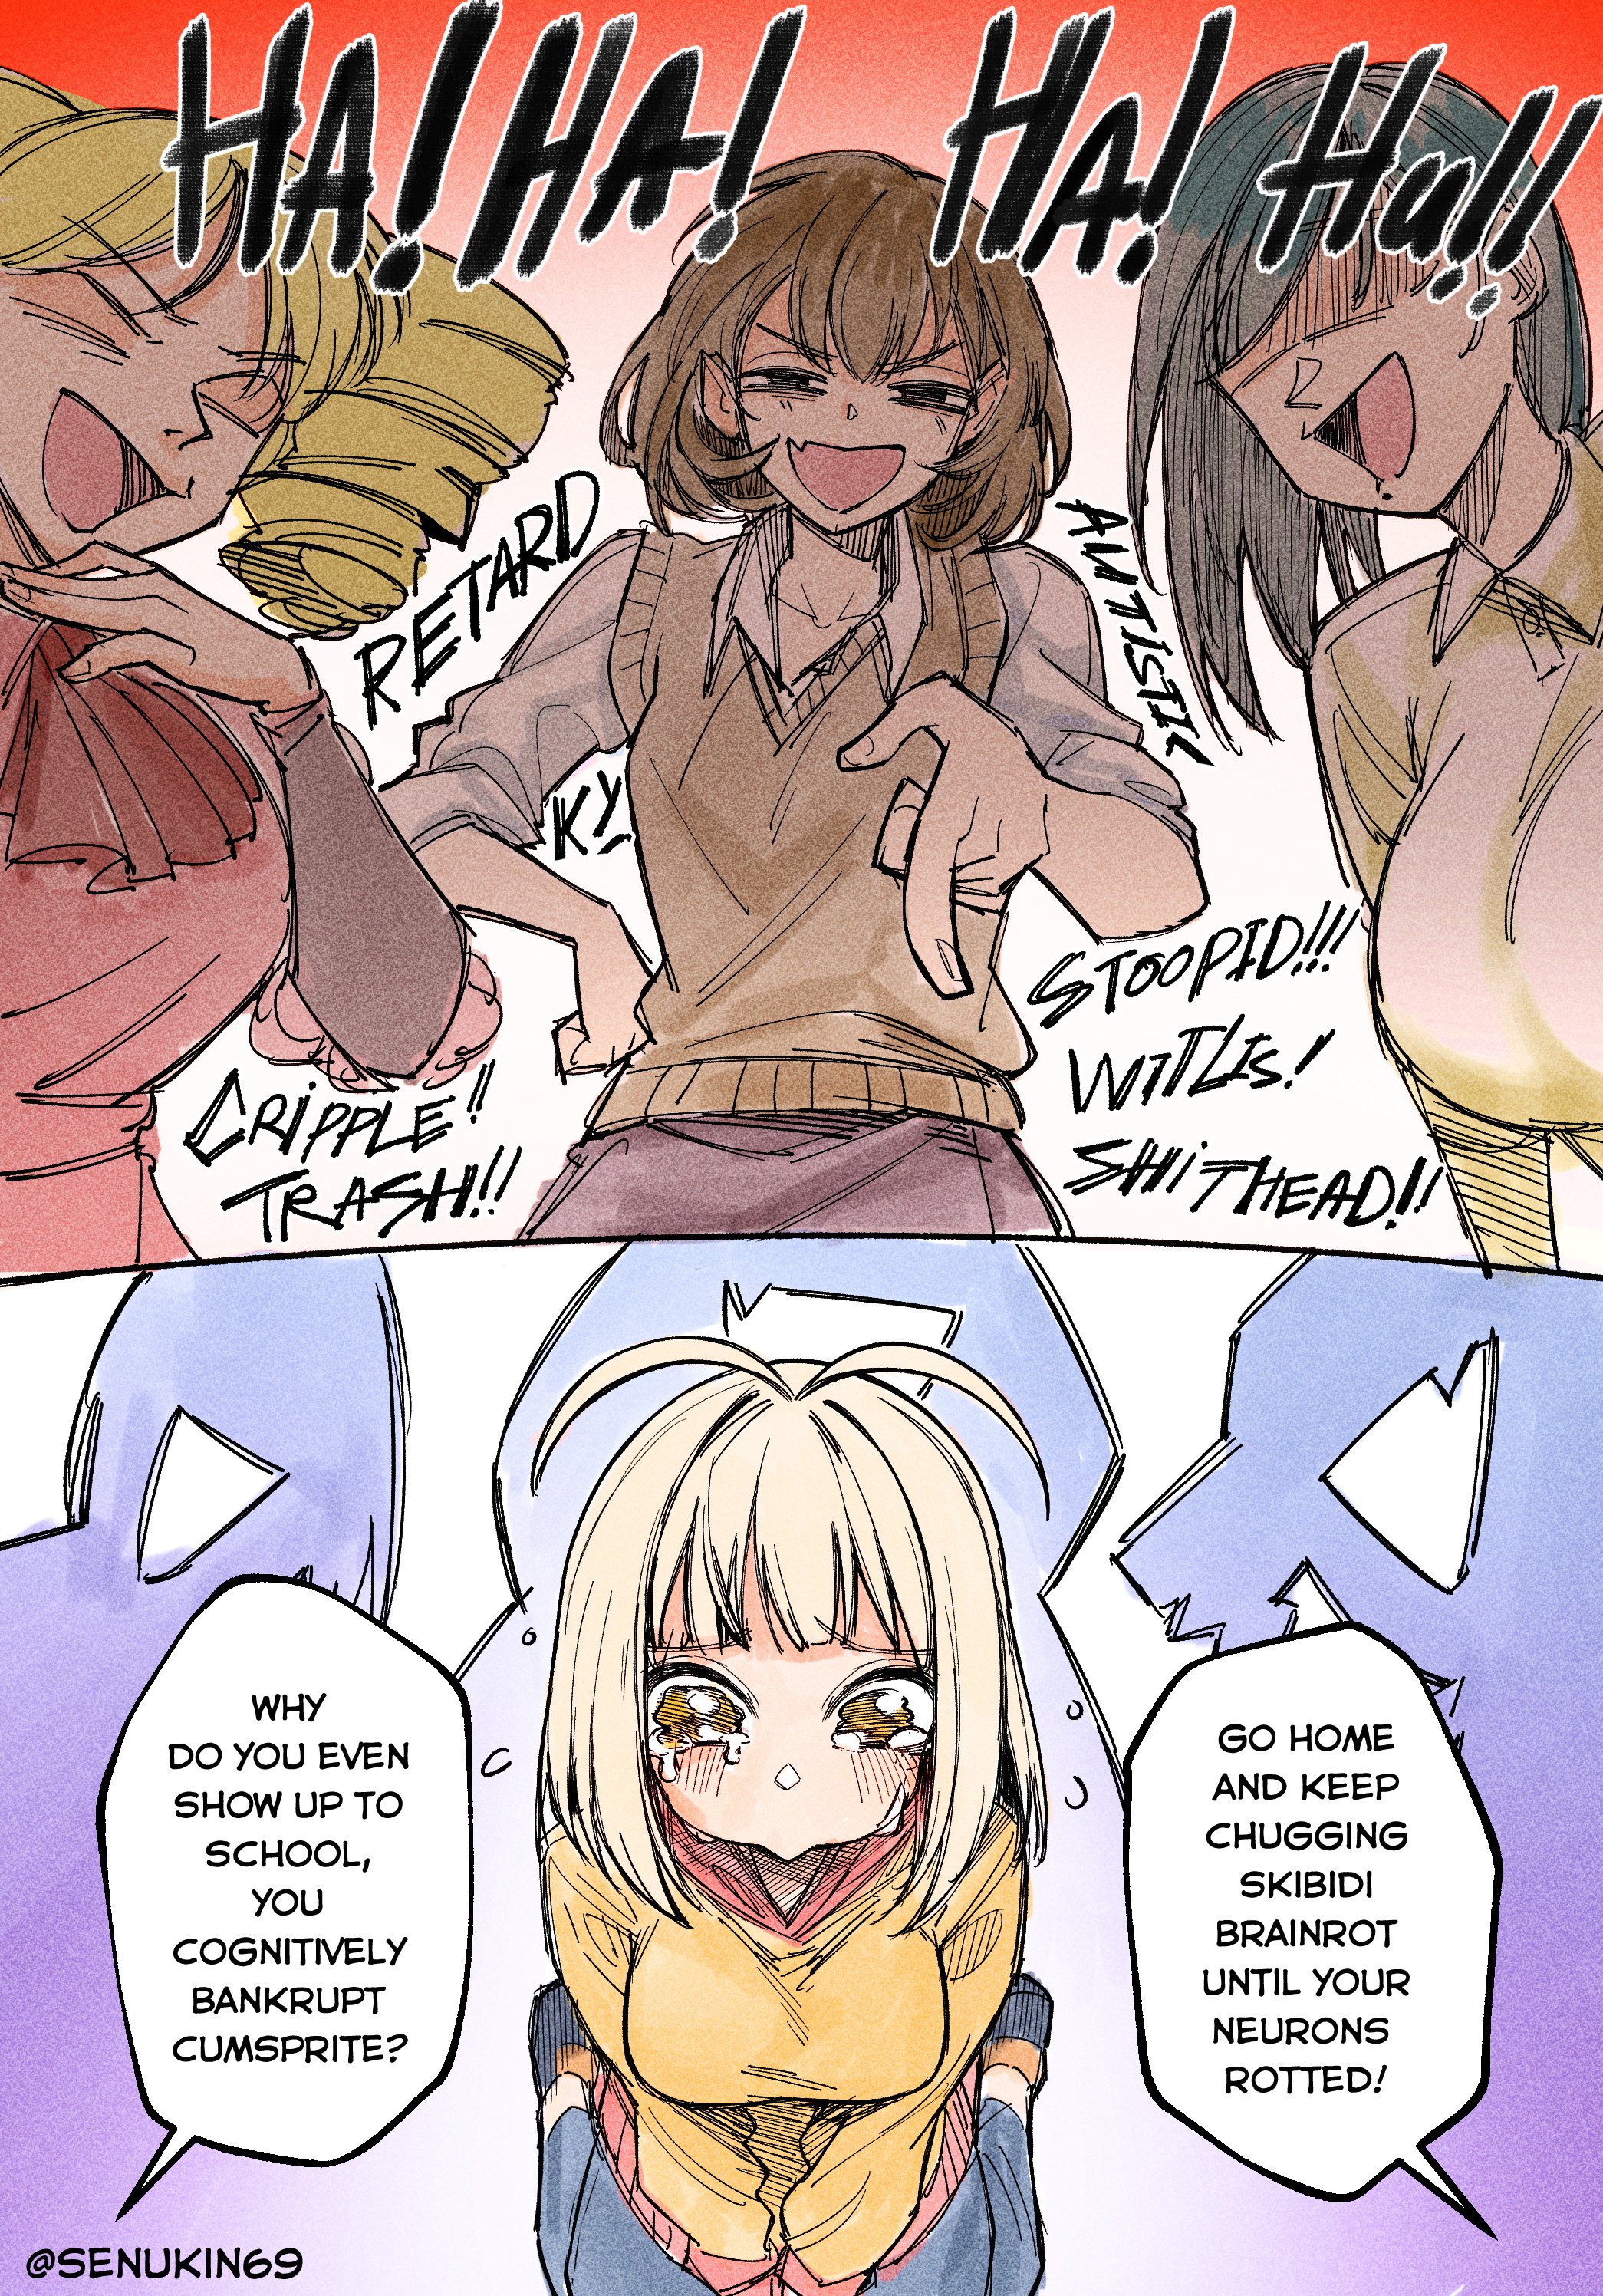 HA! HA! HA! Ha!!
RETARD
AUTISTIC
KY
STOOPID!!!
WITLIS!
SHITHEAD!!
CRIPPLE!!
TRASH!!
WHY
DO YOU EVEN
SHOW UP TO
SCHOOL,
YOU
COGNITIVELY
BANKRUPT
CUMSPRITE?
GO HOME
AND KEEP
CHUGGING
SKIBIDI
BRAINROT
UNTIL YOUR
NEURONS
ROTTED!
@SENUKIN69